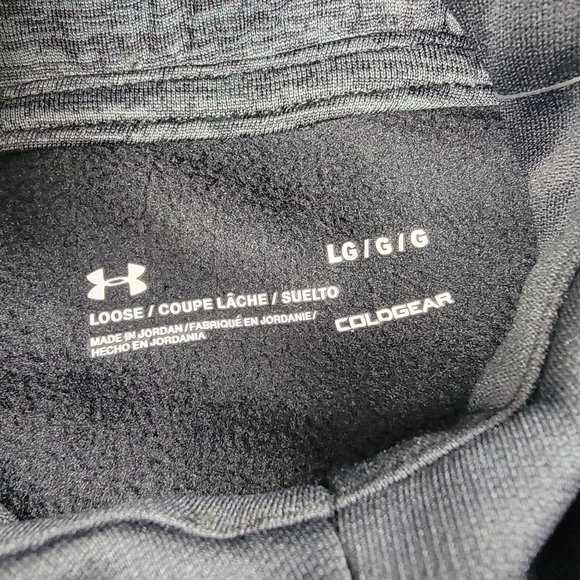 LG / G / G
LOOSE / COUPE LÂCHE / SUELTO
MADE IN JORDAN / FABRIQUÉ EN JORDANIE /
HECHO EN JORDANIA
COLDGEAR